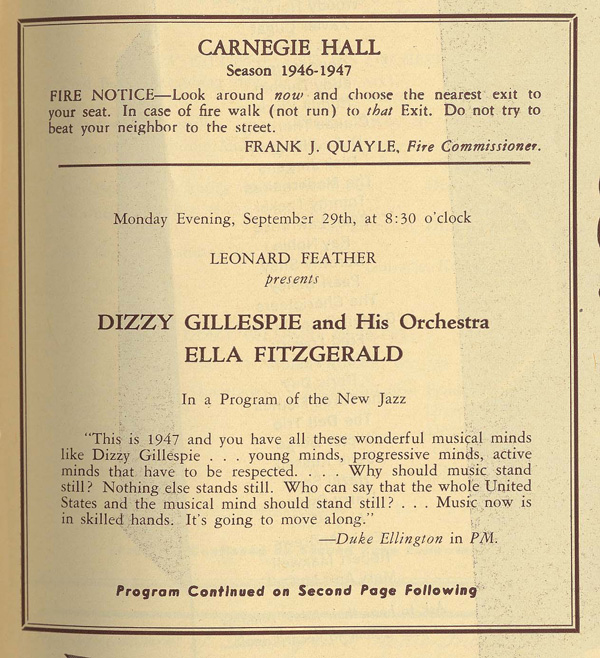 CARNEGIE HALL
Season 1946-1947
FIRE NOTICE—Look around now and choose the nearest exit to
your seat. In case of fire walk (not run) to that Exit. Do not try to
beat your neighbor to the street.
FRANK J. QUAYLE, Fire Commissioner.
Monday Evening, September 29th, at 8:30 o'clock
LEONARD FEATHER
presents
DIZZY GILLESPIE and His Orchestra
ELLA FITZGERALD
In a Program of the New Jazz
"This is 1947 and you have all these wonderful musical minds
like Dizzy Gillespie . . . young minds, progressive minds, active
minds that have to be respected. . . . Why should music stand
still? Nothing else stands still. Who can say that the whole United
States and the musical mind should stand still? . . . Music now is
in skilled hands. It's going to move along."
—Duke Ellington in PM.
Program Continued on Second Page Following